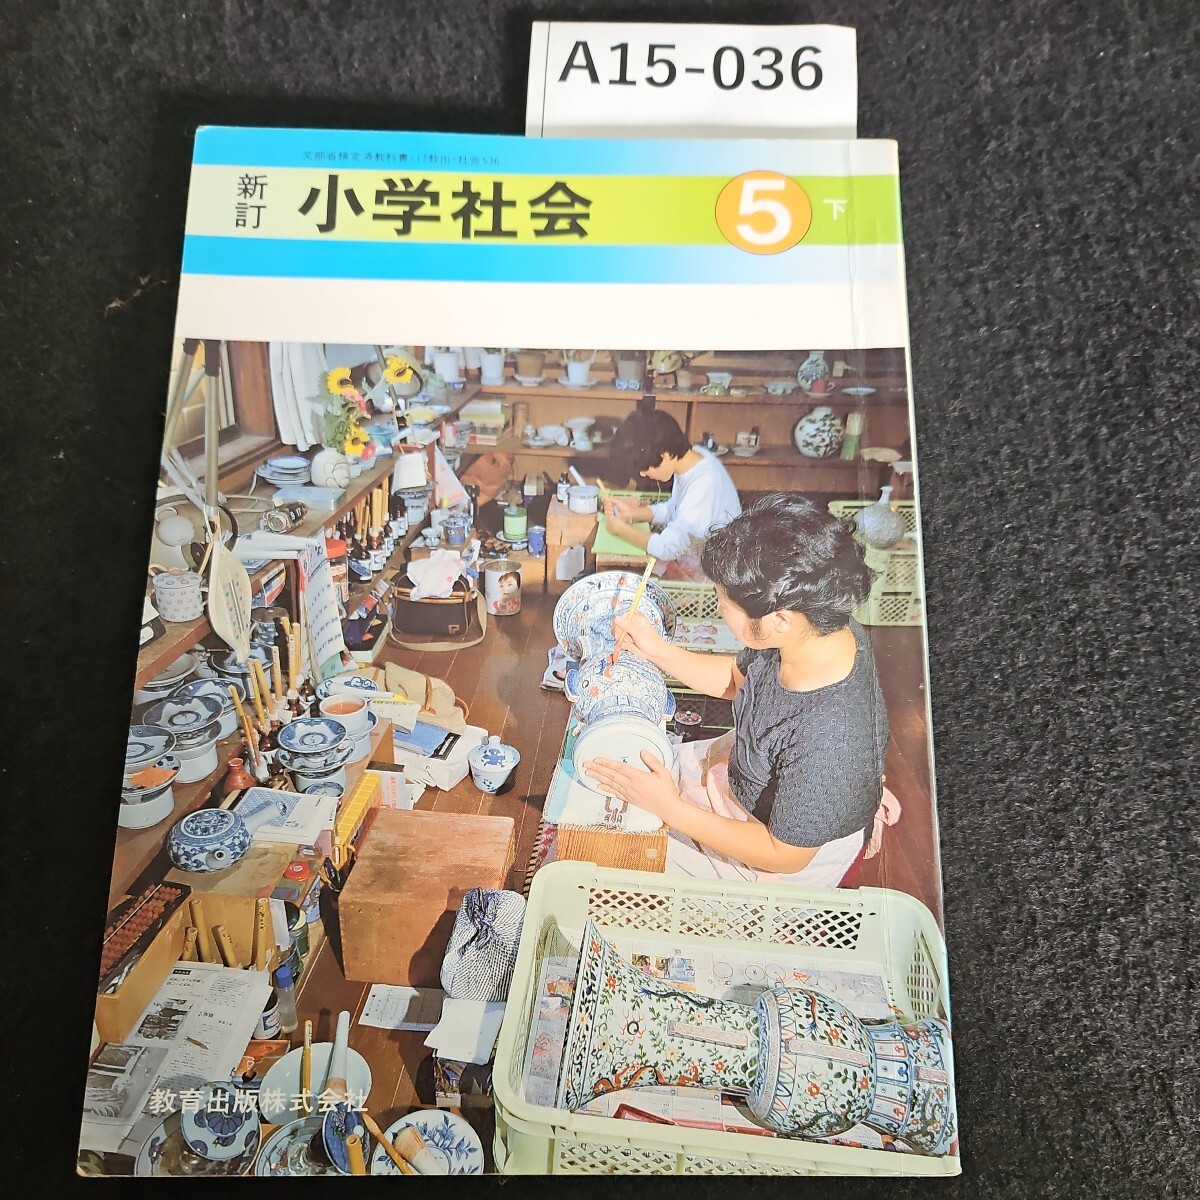 A15-036
文部省検定済教科書・17教出・社会536
新訂
小学社会
5
下
教育出版株式会社